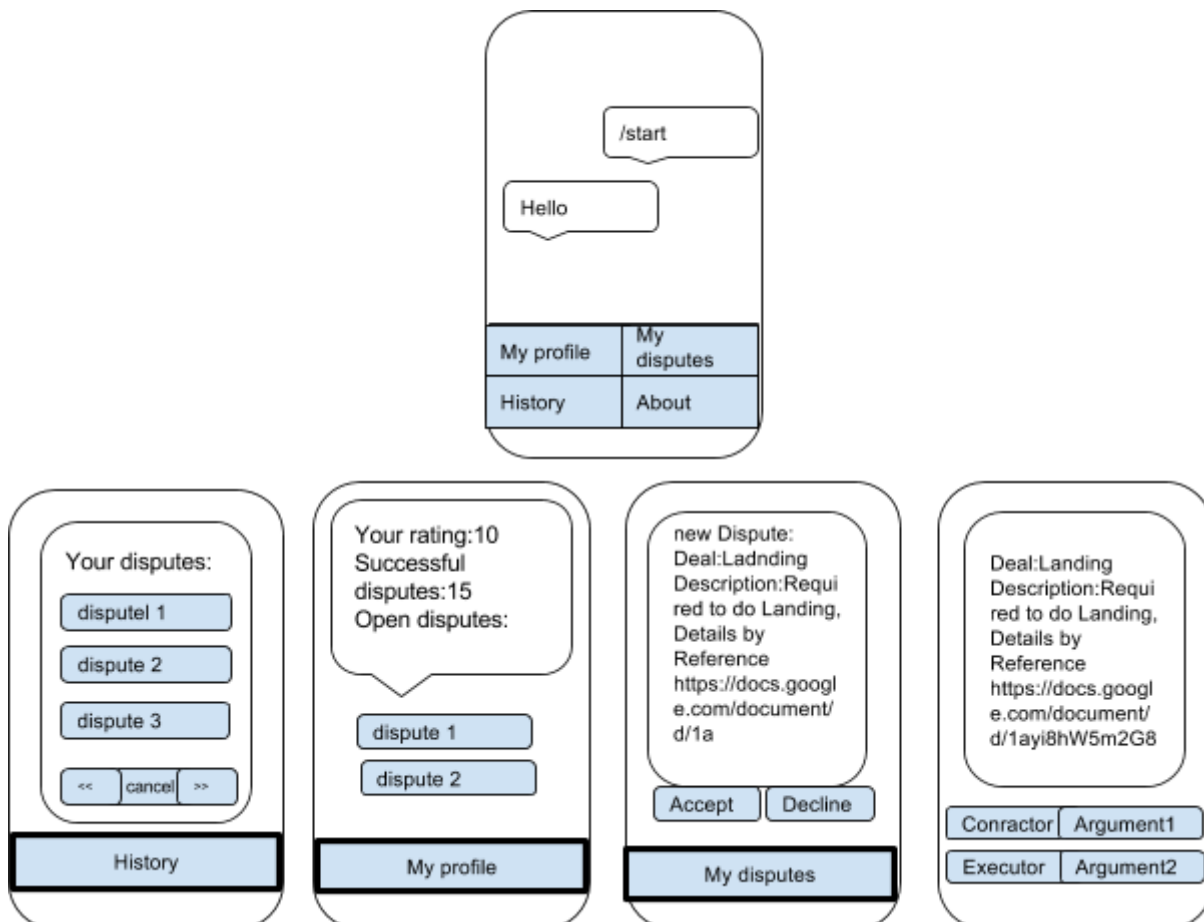 /start
Hello
My profile
My
disputes
History
About
Your disputes:
disputel 1
dispute 2
dispute 3
<<
cancel
>>
History
Your rating:10
Successful
disputes:15
Open disputes:
dispute 1
dispute 2
My profile
new Dispute:
Deal:Ladnding
Description:Requi
red to do Landing,
Details by
Reference
https://docs.googl
e.com/document/
d/1a
Accept
Decline
My disputes
Deal:Landing
Description:Requi
red to do Landing,
Details by
Reference
https://docs.googl
e.com/document/
d/1ayi8hW5m2G8
Conractor
Argument1
Executor
Argument2